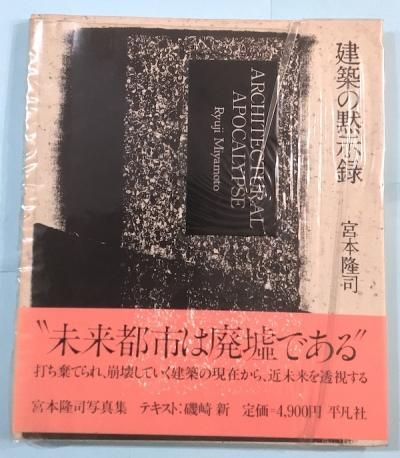 建築の黙示録
宮本隆司
ARCHITECTURAL
APOCALYPSE
Ryuji Miyamoto
"未来都市は廃墟である"
打ち棄てられ、崩壊していく建築の現在から、近未来を透視する
宮本隆司写真集 テキスト:磯崎 新 定価=4,900円 平凡社